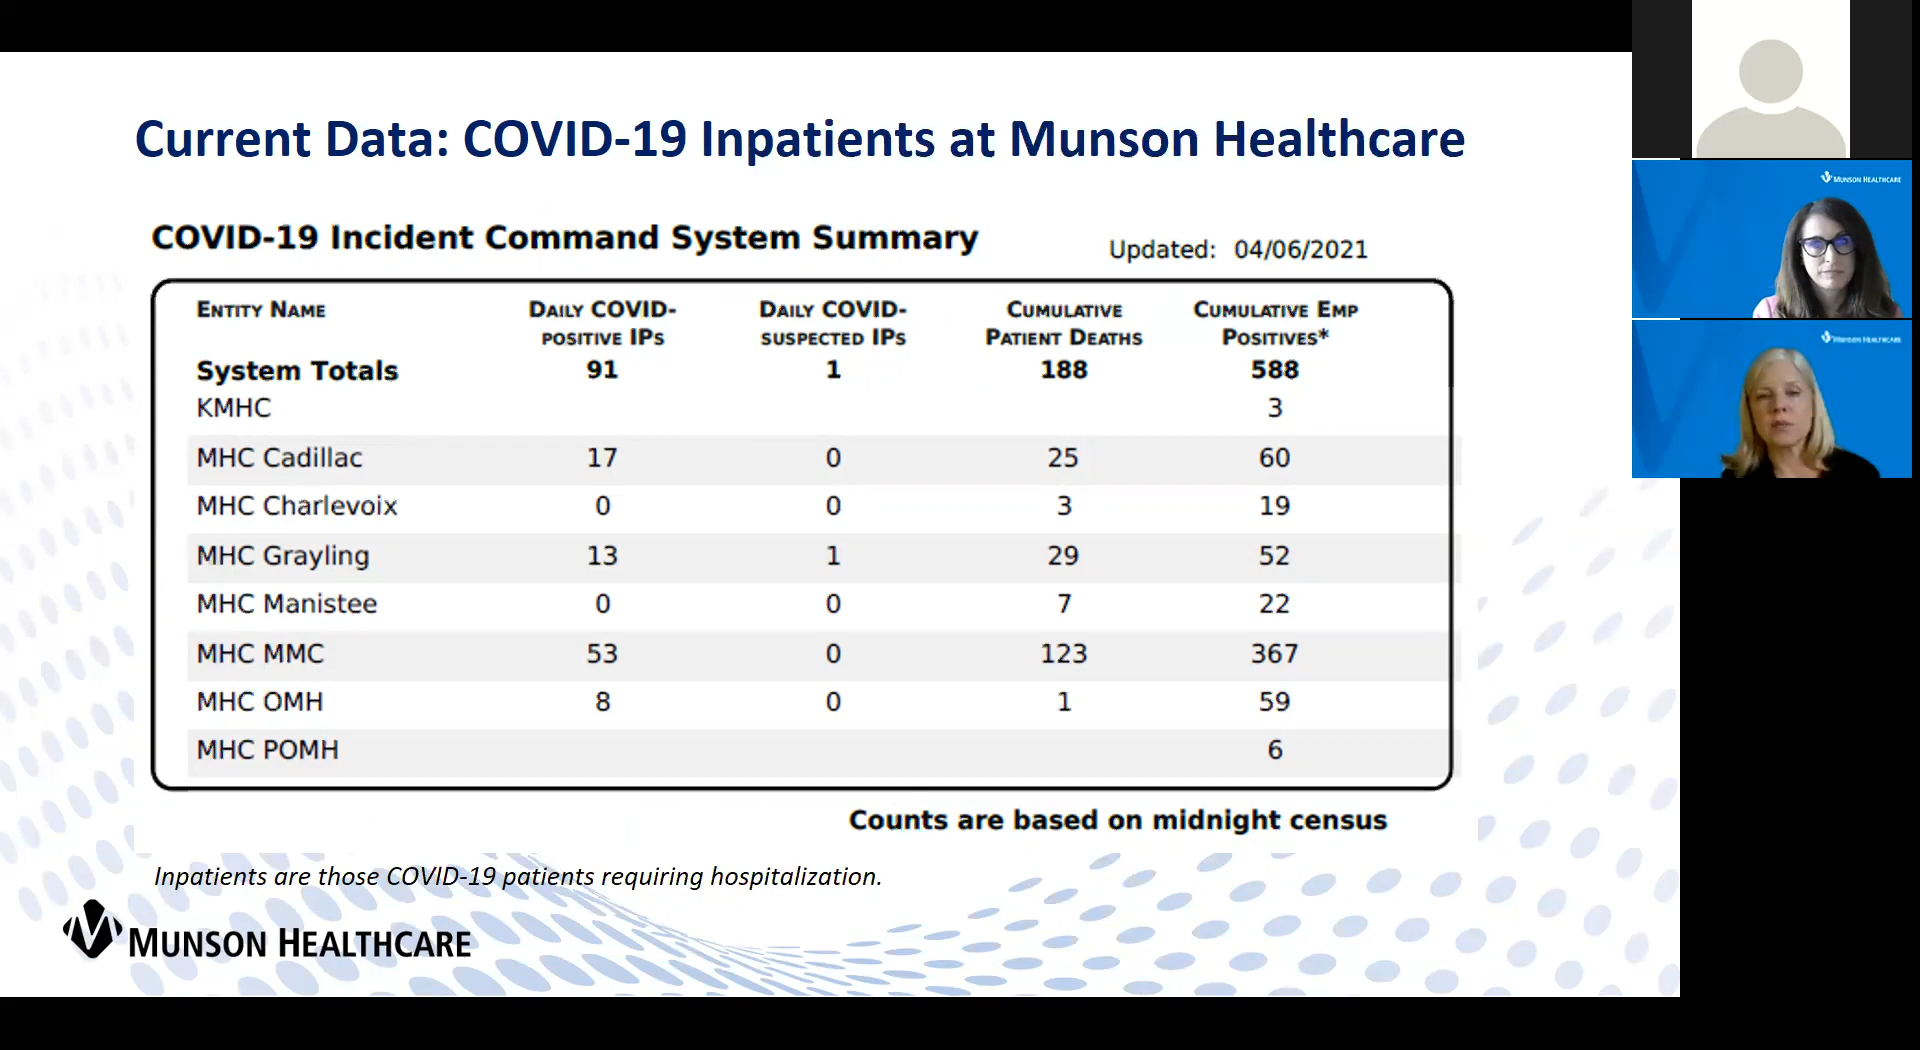 Current Data: COVID-19 Inpatients at Munson Healthcare
COVID-19 Incident Command System Summary
Updated: 04/06/2021
ENTITY NAME DAILY COVID-POSITIVE IPS DAILY COVID-SUSPECTED IPS CUMULATIVE PATIENT DEATHS CUMULATIVE EMP POSITIVES*
System Totals 91 1 188 588
KMHC 3
MHC Cadillac 17 0 25 60
MHC Charlevoix 0 0 3 19
MHC Grayling 13 1 29 52
MHC Manistee 0 0 7 22
MHC MMC 53 0 123 367
MHC OMH 8 0 1 59
MHC POMH 6
Counts are based on midnight census
Inpatients are those COVID-19 patients requiring hospitalization.
MUNSON HEALTHCARE
MUNSON HEALTHCARE
MUNSON HEALTHCARE